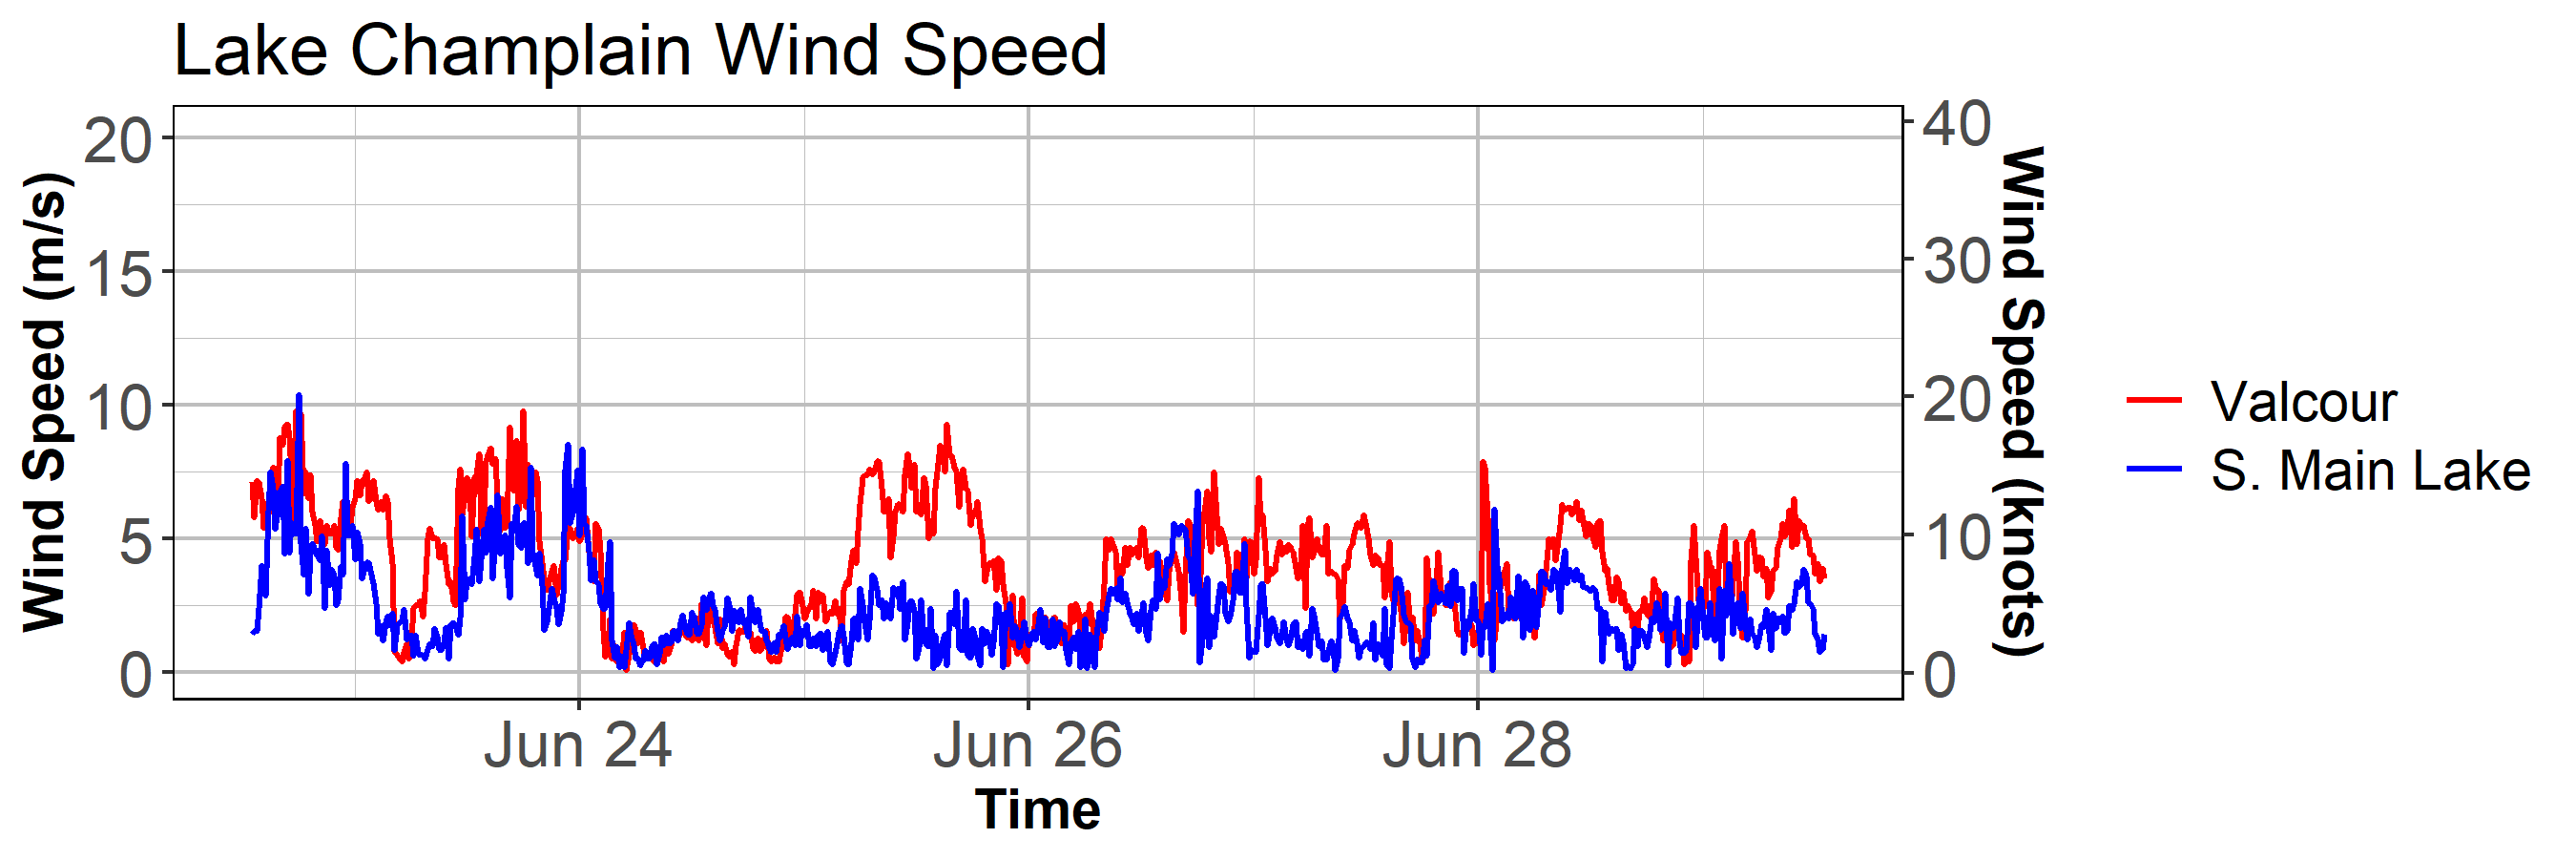 Lake Champlain Wind Speed
Wind Speed (m/s)
20
15
10
5
0
40
30
20
10
0
Wind Speed (knots)
Jun 24
Jun 26
Jun 28
Time
Valcour
S. Main Lake